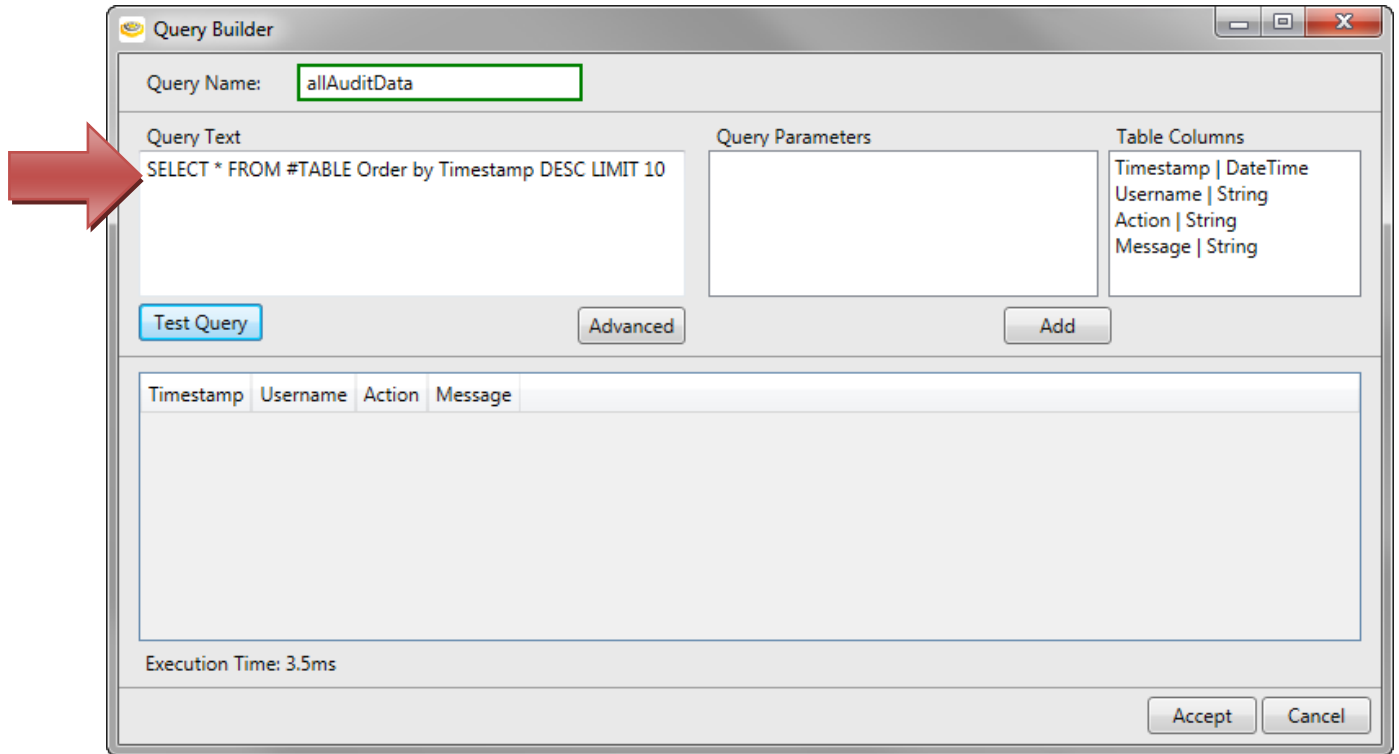 Query Builder
Query Name: allAuditData
Query Text
SELECT * FROM #TABLE Order by Timestamp DESC LIMIT 10
Query Parameters
Table Columns
Timestamp | DateTime
Username | String
Action | String
Message | String
Test Query
Advanced
Add
Timestamp Username Action Message
Execution Time: 3.5ms
Accept
Cancel